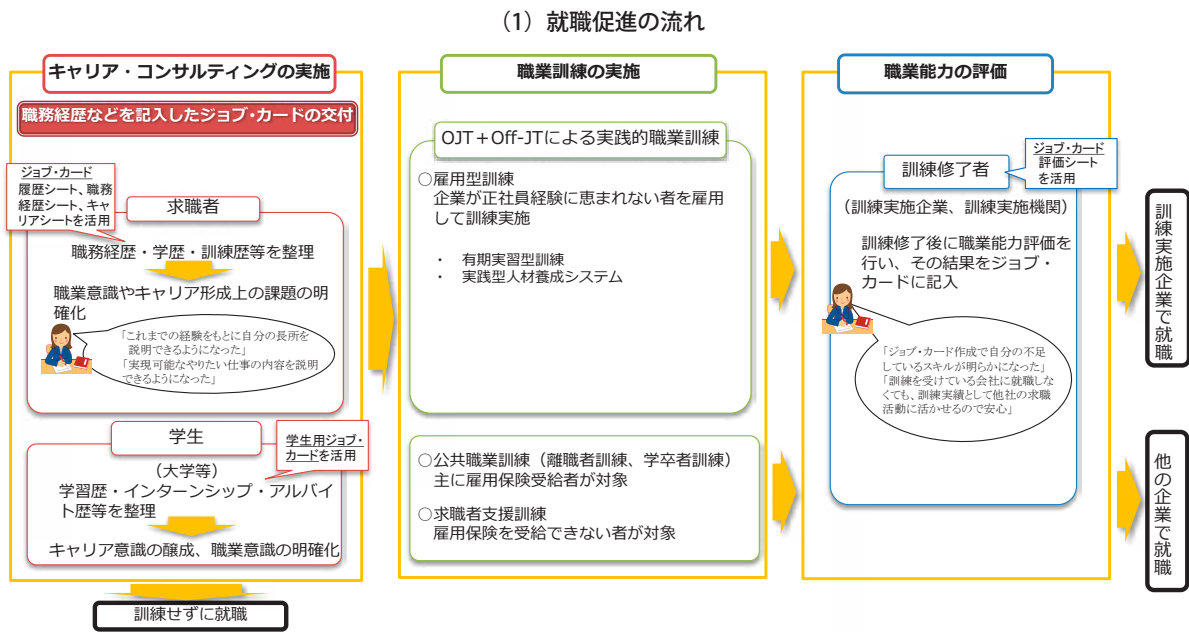 （1）就職促進の流れ
キャリア・コンサルティングの実施
職務経歴などを記入したジョブ・カードの交付
ジョブ・カード
履歴シート、職務
経歴シート、キャ
リアシートを活用
求職者
職務経歴・学歴・訓練歴等を整理
職業意識やキャリア形成上の課題の明
確化
「これまでの経験をもとに自分の長所を
説明できるようになった」
「実現可能なやりたい仕事の内容を説明
できるようになった」
学生
学生用ジョブ・
カードを活用
（大学等）
学習歴・インターンシップ・アルバイ
ト歴等を整理
キャリア意識の醸成、職業意識の明確化
訓練せずに就職
職業訓練の実施
OJT＋Off-JTによる実践的職業訓練
○雇用型訓練
企業が正社員経験に恵まれない者を雇用
して訓練実施
・ 有期実習型訓練
・ 実践型人材養成システム
○公共職業訓練（離職者訓練、学卒者訓練）
主に雇用保険受給者が対象
○求職者支援訓練
雇用保険を受給できない者が対象
職業能力の評価
ジョブ・カード
評価シート
を活用
訓練修了者
（訓練実施企業、訓練実施機関）
訓練修了後に職業能力評価を
行い、その結果をジョブ・
カードに記入
「ジョブ・カード作成で自分の不足
しているスキルが明らかになった」
「訓練を受けている会社に就職しな
くても、訓練実績として他社の求職
活動に活かせるので安心」
訓練実施企業で就職
他の企業で就職